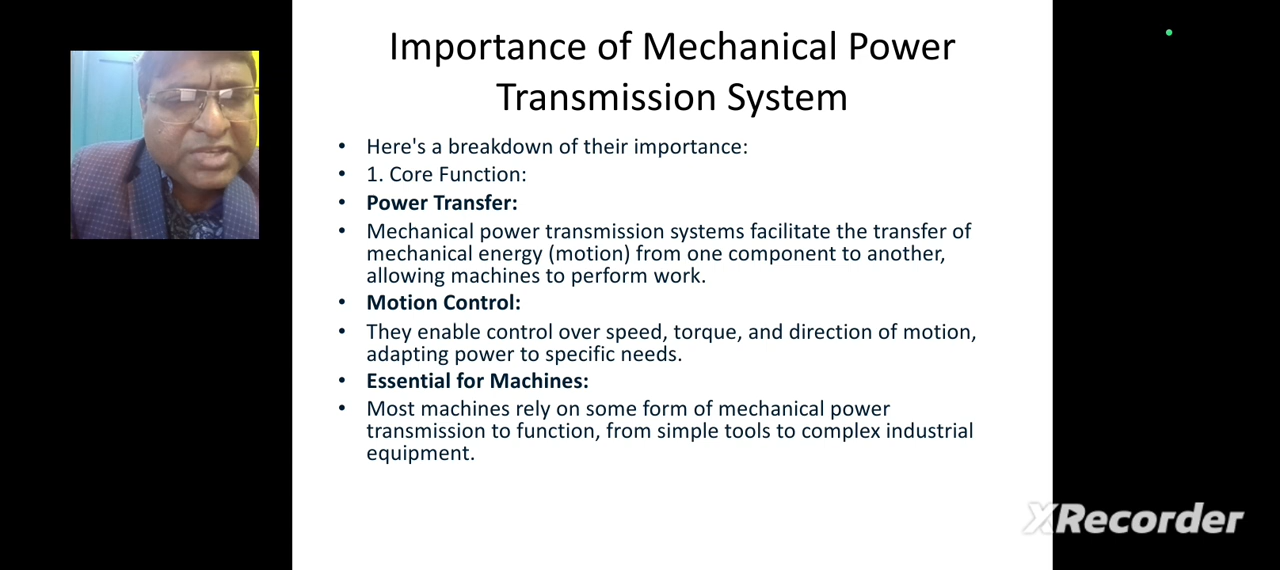 Importance of Mechanical Power
Transmission System
• Here's a breakdown of their importance:
• 1. Core Function:
• Power Transfer:
• Mechanical power transmission systems facilitate the transfer of
mechanical energy (motion) from one component to another,
allowing machines to perform work.
• Motion Control:
• They enable control over speed, torque, and direction of motion,
adapting power to specific needs.
• Essential for Machines:
• Most machines rely on some form of mechanical power
transmission to function, from simple tools to complex industrial
equipment.
XRecorder